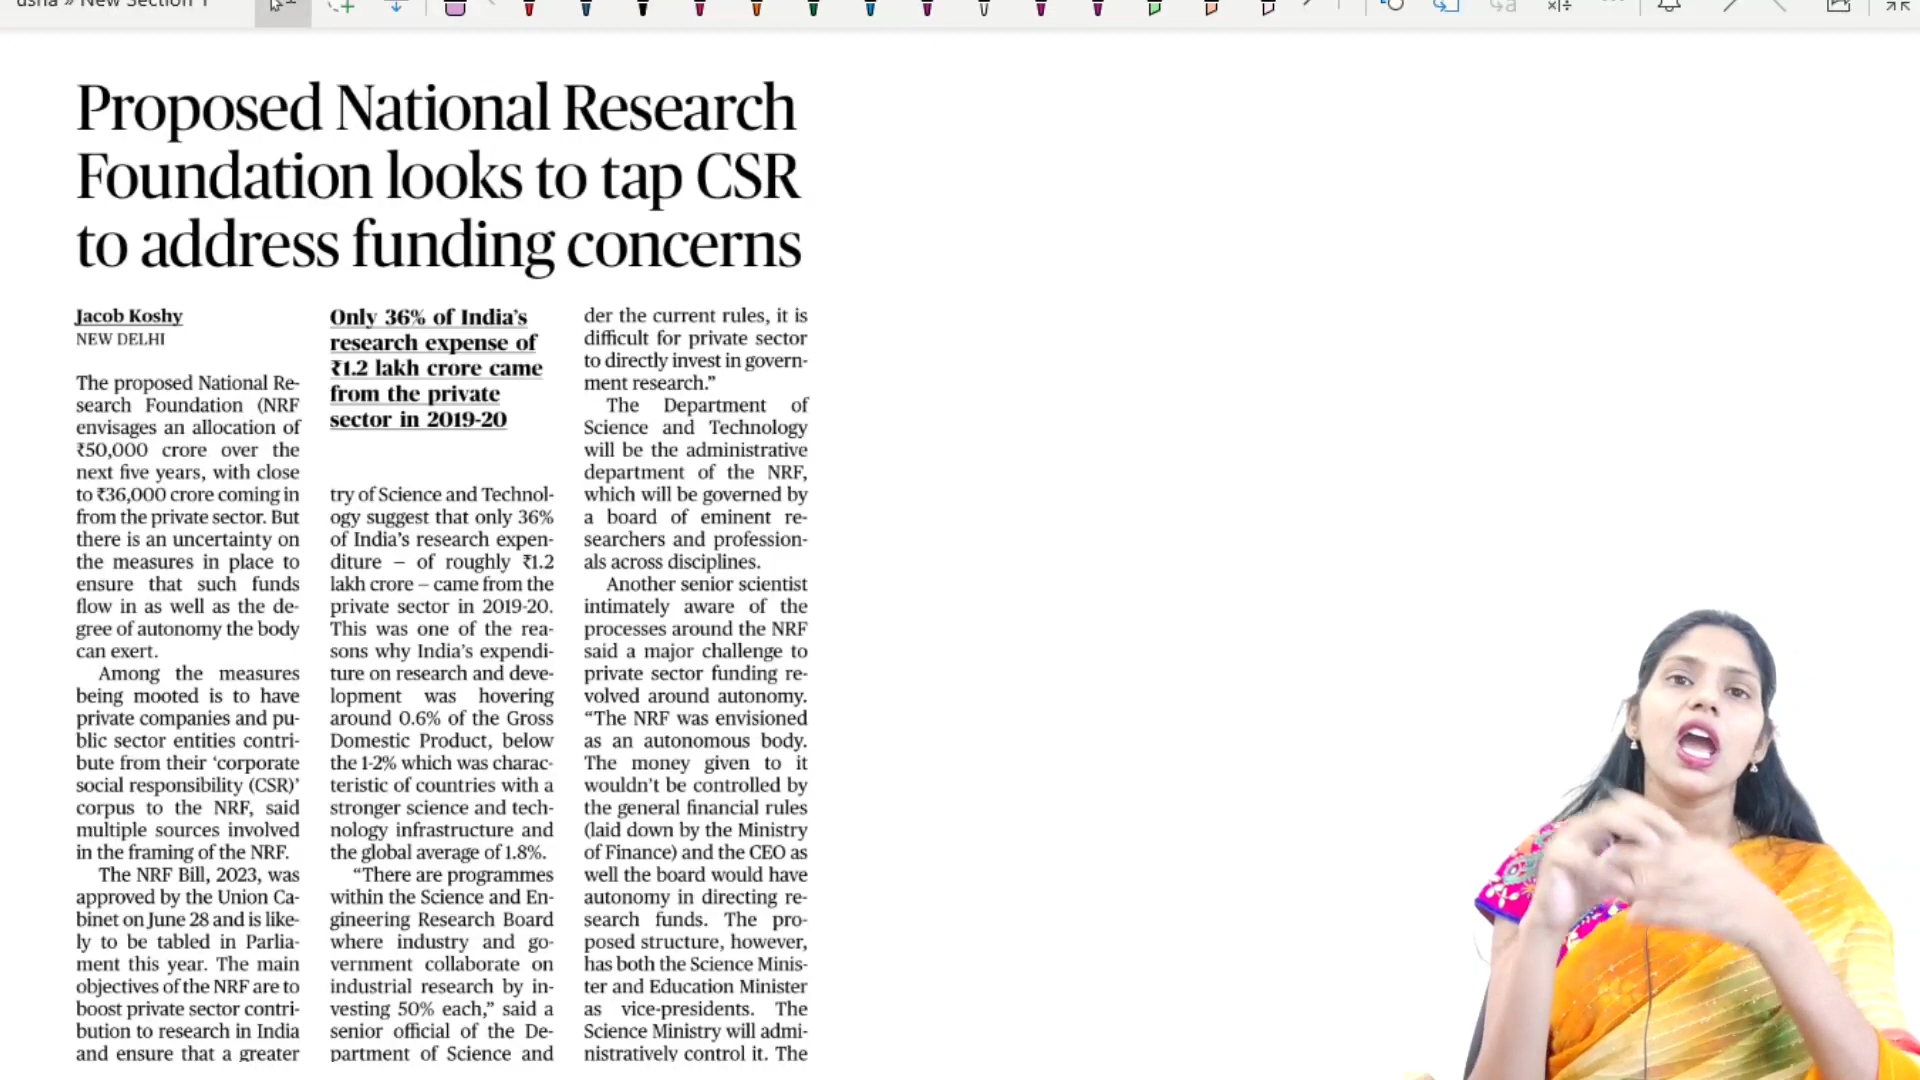 » New Section 1
Proposed National Research
Foundation looks to tap CSR
to address funding concerns
Jacob Koshy
NEW DELHI
The proposed National Re-
search Foundation (NRF
envisages an allocation of
₹50,000 crore over the
next five years, with close
to ₹36,000 crore coming in
from the private sector. But
there is an uncertainty on
the measures in place to
ensure that such funds
flow in as well as the de-
gree of autonomy the body
can exert.
Among the measures
being mooted is to have
private companies and pu-
blic sector entities contri-
bute from their ‘corporate
social responsibility (CSR)’
corpus to the NRF, said
multiple sources involved
in the framing of the NRF.
The NRF Bill, 2023, was
approved by the Union Ca-
binet on June 28 and is like-
ly to be tabled in Parlia-
ment this year. The main
objectives of the NRF are to
boost private sector contri-
bution to research in India
and ensure that a greater
Only 36% of India’s
research expense of
₹1.2 lakh crore came
from the private
sector in 2019-20
try of Science and Technol-
ogy suggest that only 36%
of India’s research expen-
diture – of roughly ₹1.2
lakh crore – came from the
private sector in 2019-20.
This was one of the rea-
sons why India’s expendi-
ture on research and deve-
lopment was hovering
around 0.6% of the Gross
Domestic Product, below
the 1-2% which was charac-
teristic of countries with a
stronger science and tech-
nology infrastructure and
the global average of 1.8%.
“There are programmes
within the Science and En-
gineering Research Board
where industry and go-
vernment collaborate on
industrial research by in-
vesting 50% each,” said a
senior official of the De-
partment of Science and
der the current rules, it is
difficult for private sector
to directly invest in govern-
ment research.”
The Department of
Science and Technology
will be the administrative
department of the NRF,
which will be governed by
a board of eminent re-
searchers and profession-
als across disciplines.
Another senior scientist
intimately aware of the
processes around the NRF
said a major challenge to
private sector funding re-
volved around autonomy.
“The NRF was envisioned
as an autonomous body.
The money given to it
wouldn’t be controlled by
the general financial rules
(laid down by the Ministry
of Finance) and the CEO as
well the board would have
autonomy in directing re-
search funds. The pro-
posed structure, however,
has both the Science Minis-
ter and Education Minister
as vice-presidents. The
Science Ministry will admi-
nistratively control it. The